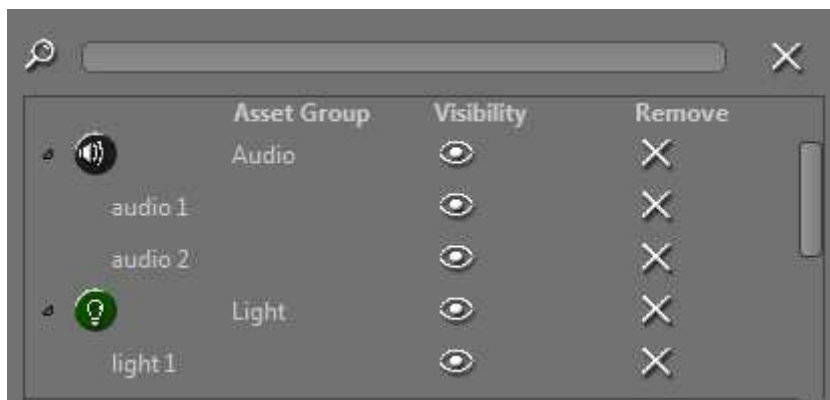 Asset Group Visibility Remove
Audio
audio 1
audio 2
Light
light 1